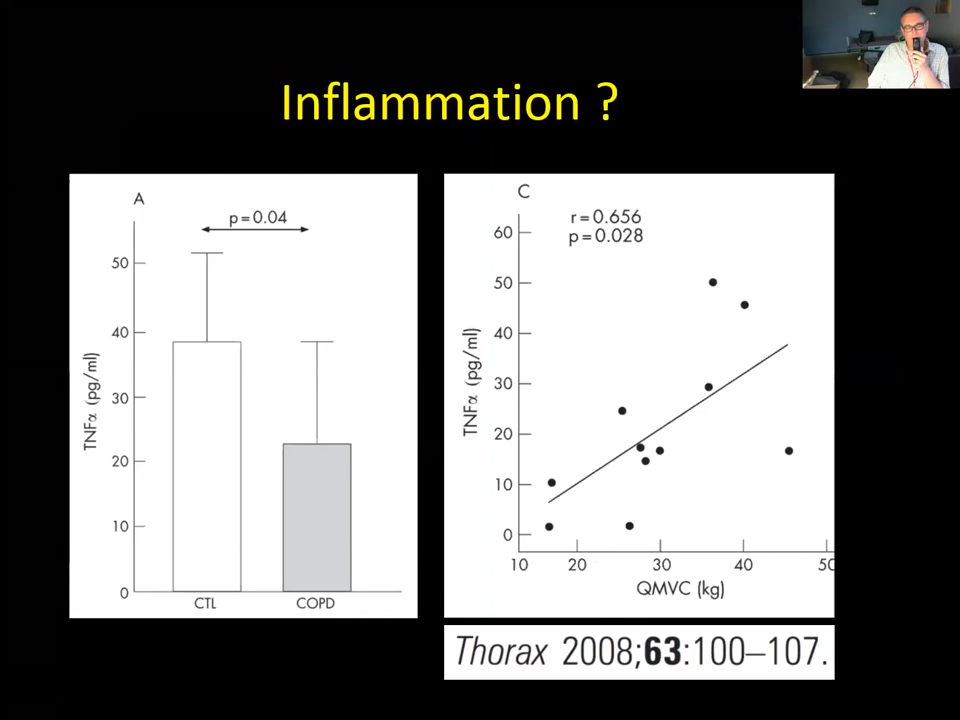 Inflammation ?
A
p=0.04
TNFα (pg/ml)
50
40
30
20
10
0
CTL COPD
C
r=0.656
p=0.028
TNFα (pg/ml)
60
50
40
30
20
10
0
10 20 30 40 50
QMVC (kg)
Thorax 2008;63:100–107.